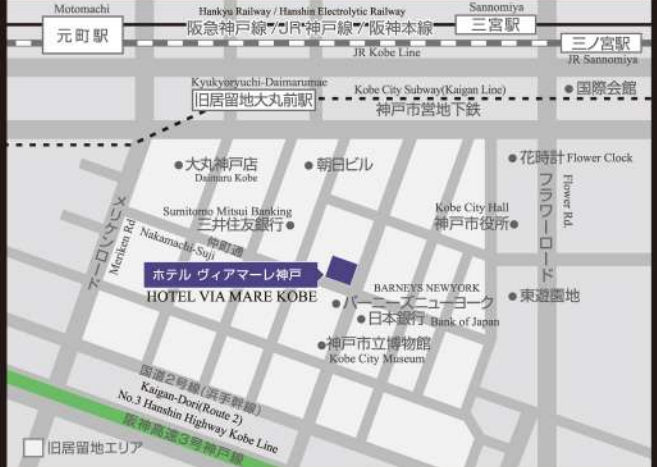 Motomachi
元町駅
Hankyu Railway / Hanshin Electrolytic Railway
阪急神戸線/JR 神戸線/阪神本線
Sannomiya
三宮駅
三ノ宮駅
JR Sannomiya
JR Kobe Line
Kyukyoryuchi-Daimarumae
旧居留地大丸前駅
Kobe City Subway(Kaigan Line)
神戸市営地下鉄
国際会館
大丸神戸店
Daimaru Kobe
朝日ビル
花時計 Flower Clock
Sumitomo Mitsui Banking
三井住友銀行
Kobe City Hall
神戸市役所
Flower Rd.
フラワーロード
メリケンロード
Meriken Rd
仲町通
Nakamachi-Suji
ホテル ヴィアマーレ神戸
HOTEL VIA MARE KOBE
BARNEYS NEWYORK
バーニーズニューヨーク
東遊園地
日本銀行 Bank of Japan
神戸市立博物館
Kobe City Museum
国道2号線(浜手幹線)
Kaigan-Dori(Route 2)
No.3 Hanshin Highway Kobe Line
阪神高速3号神戸線
旧居留地エリア